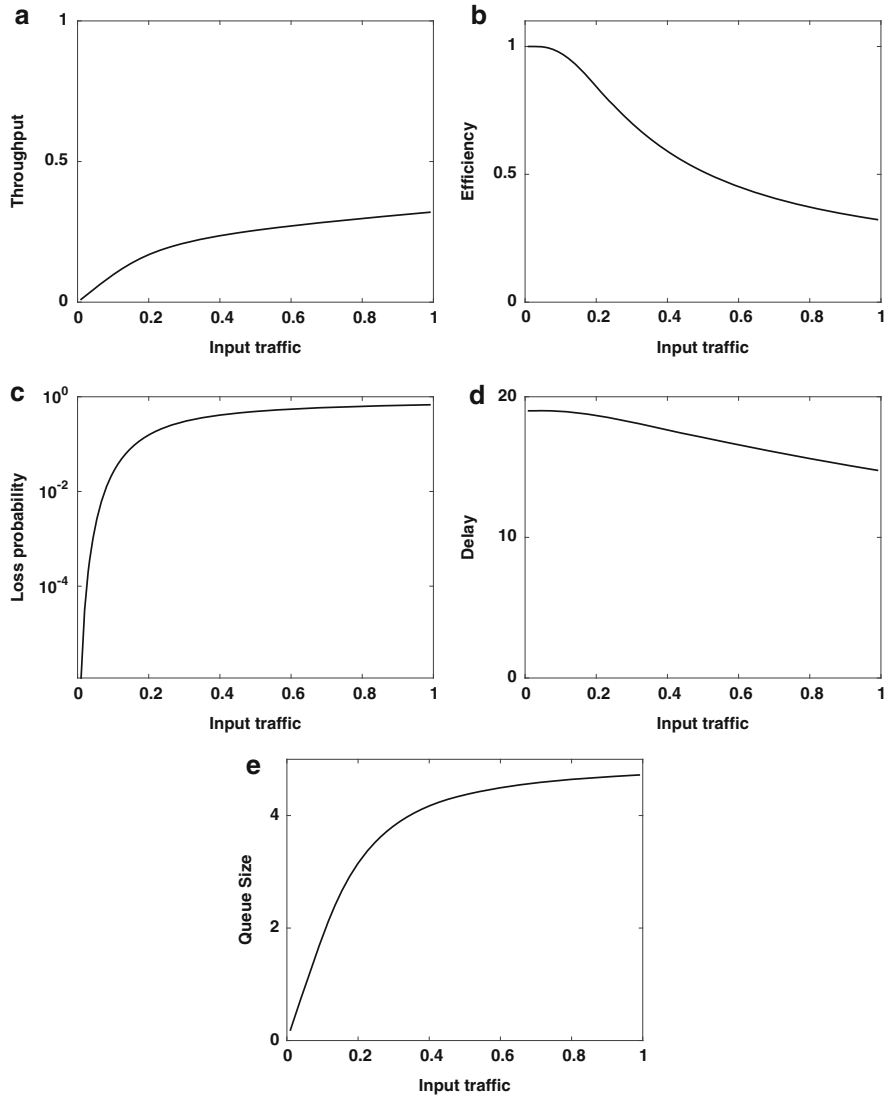 a
1
Throughput
0.5
0
0 0.2 0.4 0.6 0.8 1
Input traffic
b
1
Efficiency
0.5
0
0 0.2 0.4 0.6 0.8 1
Input traffic
c
10^0
Loss probability
10^-2
10^-4
0 0.2 0.4 0.6 0.8 1
Input traffic
d
20
Delay
10
0
0 0.2 0.4 0.6 0.8 1
Input traffic
e
4
Queue Size
2
0
0 0.2 0.4 0.6 0.8 1
Input traffic